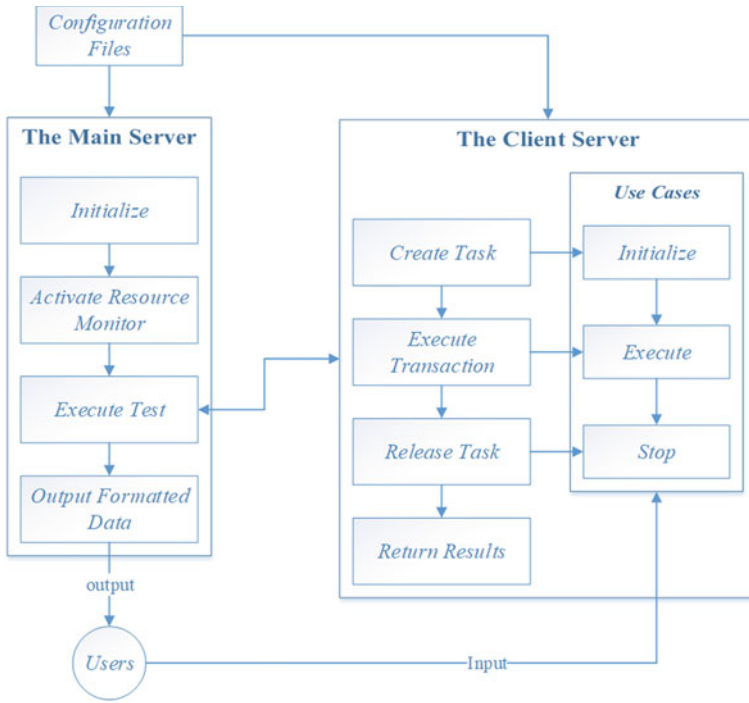 Configuration
Files
The Main Server
Initialize
Activate Resource
Monitor
Execute Test
Output Formatted
Data
output
Users
The Client Server
Create Task
Execute
Transaction
Release Task
Return Results
Use Cases
Initialize
Execute
Stop
Input